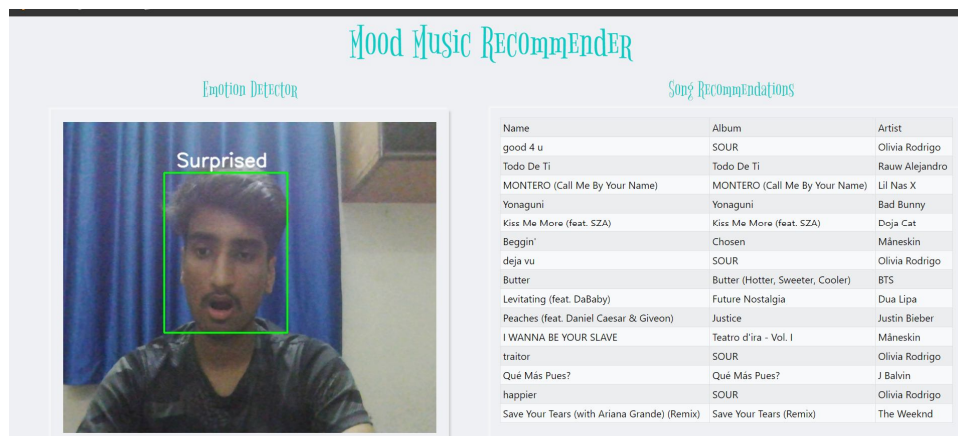 Mood Music Recommender
Emotion Detector
Surprised
Song Recommendations
Name Album Artist
good 4 u SOUR Olivia Rodrigo
Todo De Ti Todo De Ti Rauw Alejandro
MONTERO (Call Me By Your Name) MONTERO (Call Me By Your Name) Lil Nas X
Yonaguni Yonaguni Bad Bunny
Kiss Me More (feat. SZA) Kiss Me More (feat. SZA) Doja Cat
Beggin' Chosen Måneskin
deja vu SOUR Olivia Rodrigo
Butter Butter (Hotter, Sweeter, Cooler) BTS
Levitating (feat. DaBaby) Future Nostalgia Dua Lipa
Peaches (feat. Daniel Caesar & Giveon) Justice Justin Bieber
I WANNA BE YOUR SLAVE Teatro d'ira - Vol. I Måneskin
traitor SOUR Olivia Rodrigo
Qué Más Pues? Qué Más Pues? J Balvin
happier SOUR Olivia Rodrigo
Save Your Tears (with Ariana Grande) (Remix) Save Your Tears (Remix) The Weeknd